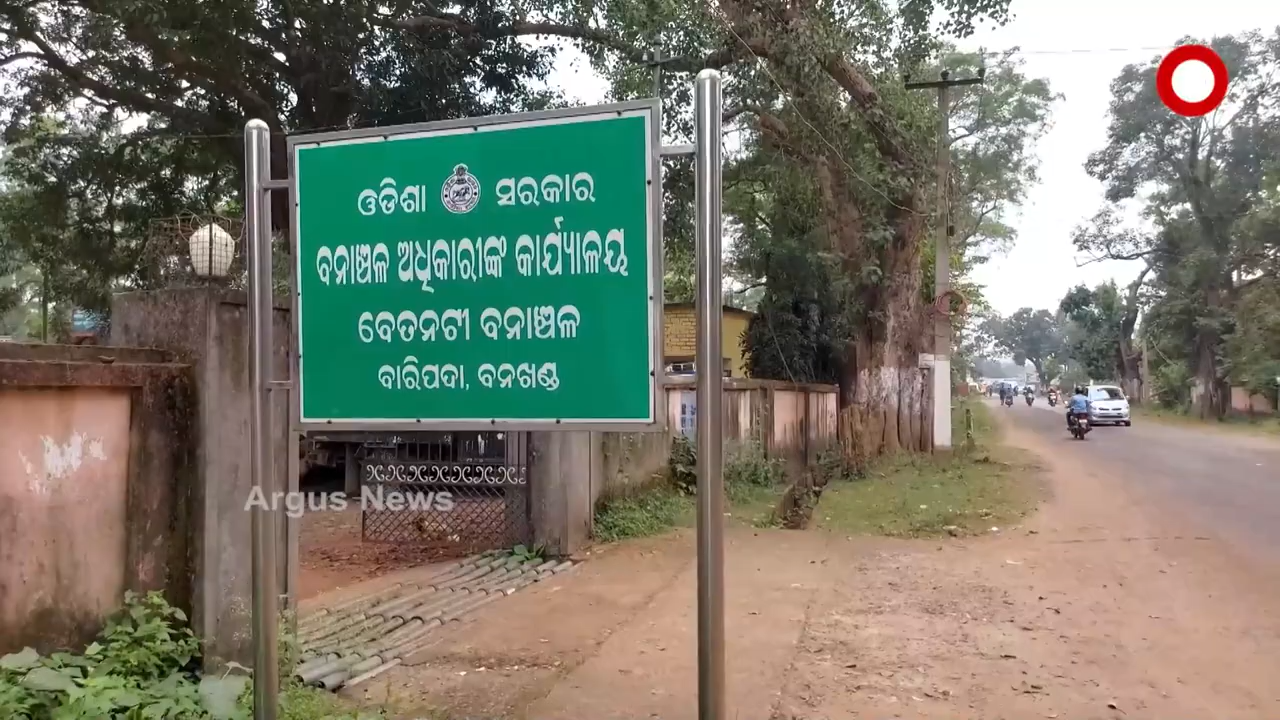 ଓଡିଶା ସରକାର
ବନାଞ୍ଚଳ ଅଧିକାରୀଙ୍କ କାର୍ଯ୍ୟାଳୟ
ବେତନଟୀ ବନାଞ୍ଚଳ
ବାରିପଦା, ବନଖଣ୍ଡ
Argus News